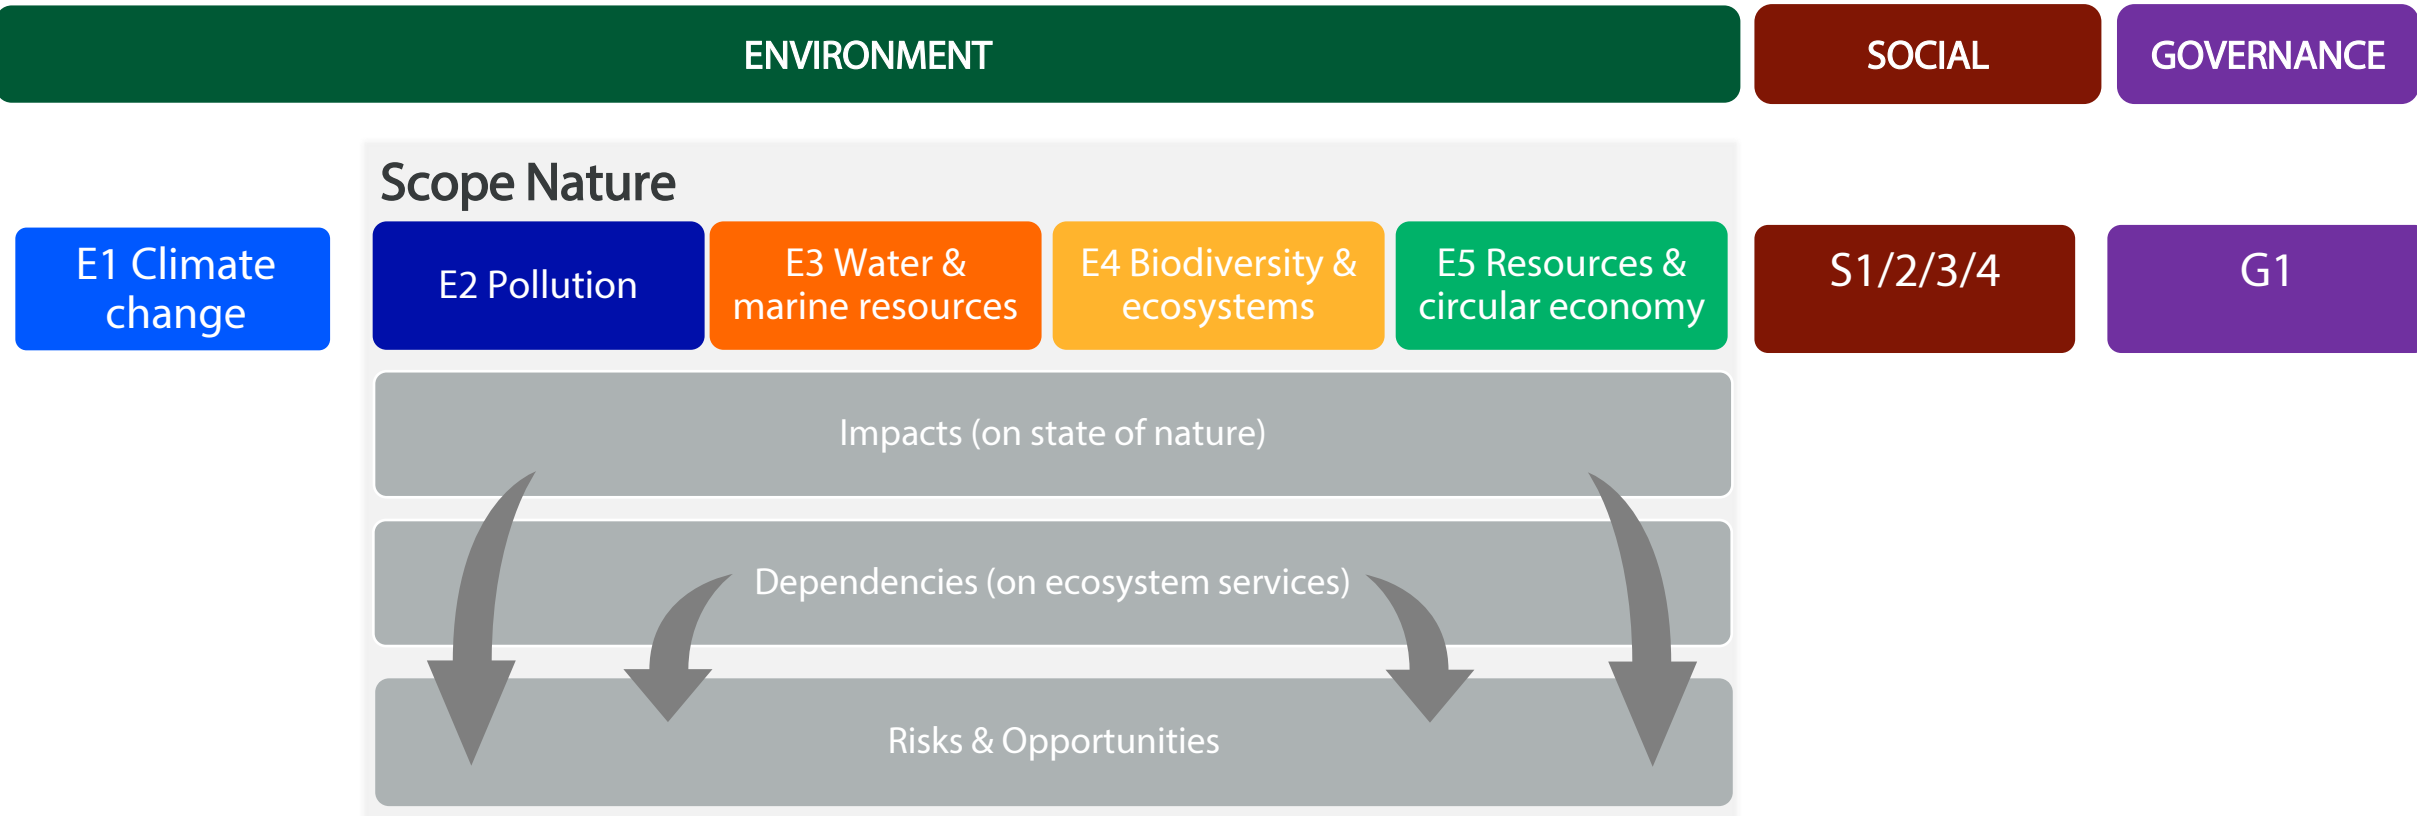 ENVIRONMENT
SOCIAL
GOVERNANCE
Scope Nature
E1 Climate
change
E2 Pollution
E3 Water &
marine resources
E4 Biodiversity &
ecosystems
E5 Resources &
circular economy
S1/2/3/4
G1
Impacts (on state of nature)
Dependencies (on ecosystem services)
Risks & Opportunities